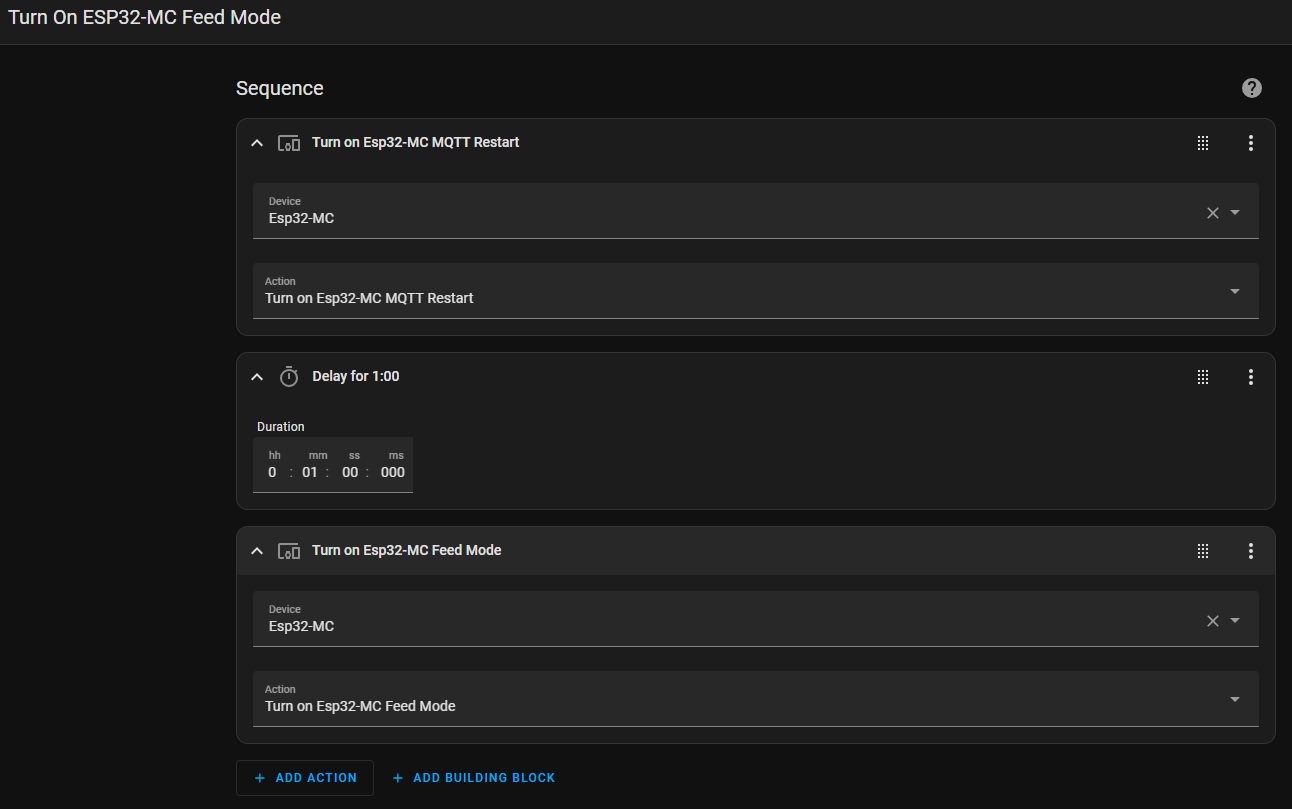 Turn On ESP32-MC Feed Mode
Sequence
Turn on Esp32-MC MQTT Restart
Device
Esp32-MC
Action
Turn on Esp32-MC MQTT Restart
Delay for 1:00
Duration
hh mm ss ms
0 : 01 : 00 : 000
Turn on Esp32-MC Feed Mode
Device
Esp32-MC
Action
Turn on Esp32-MC Feed Mode
+ ADD ACTION + ADD BUILDING BLOCK